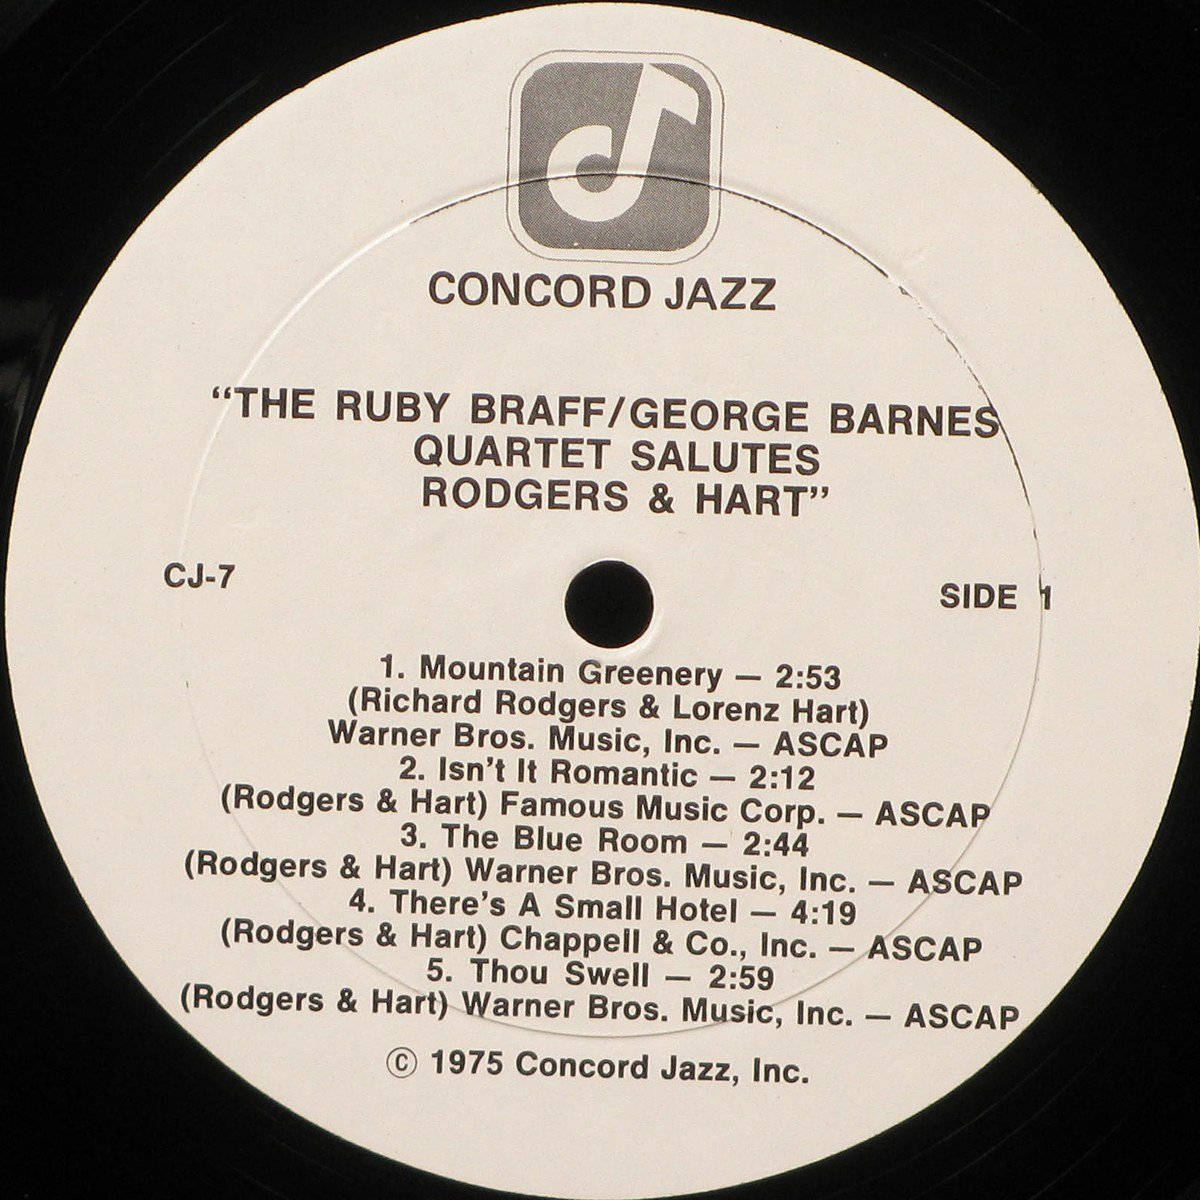 CONCORD JAZZ
“THE RUBY BRAFF/GEORGE BARNES
QUARTET SALUTES
RODGERS & HART”
CJ-7
SIDE 1
1. Mountain Greenery — 2:53
(Richard Rodgers & Lorenz Hart)
Warner Bros. Music, Inc. — ASCAP
2. Isn't It Romantic — 2:12
(Rodgers & Hart) Famous Music Corp. — ASCAP
3. The Blue Room — 2:44
(Rodgers & Hart) Warner Bros. Music, Inc. — ASCAP
4. There's A Small Hotel — 4:19
(Rodgers & Hart) Chappell & Co., Inc. — ASCAP
5. Thou Swell — 2:59
(Rodgers & Hart) Warner Bros. Music, Inc. — ASCAP
© 1975 Concord Jazz, Inc.